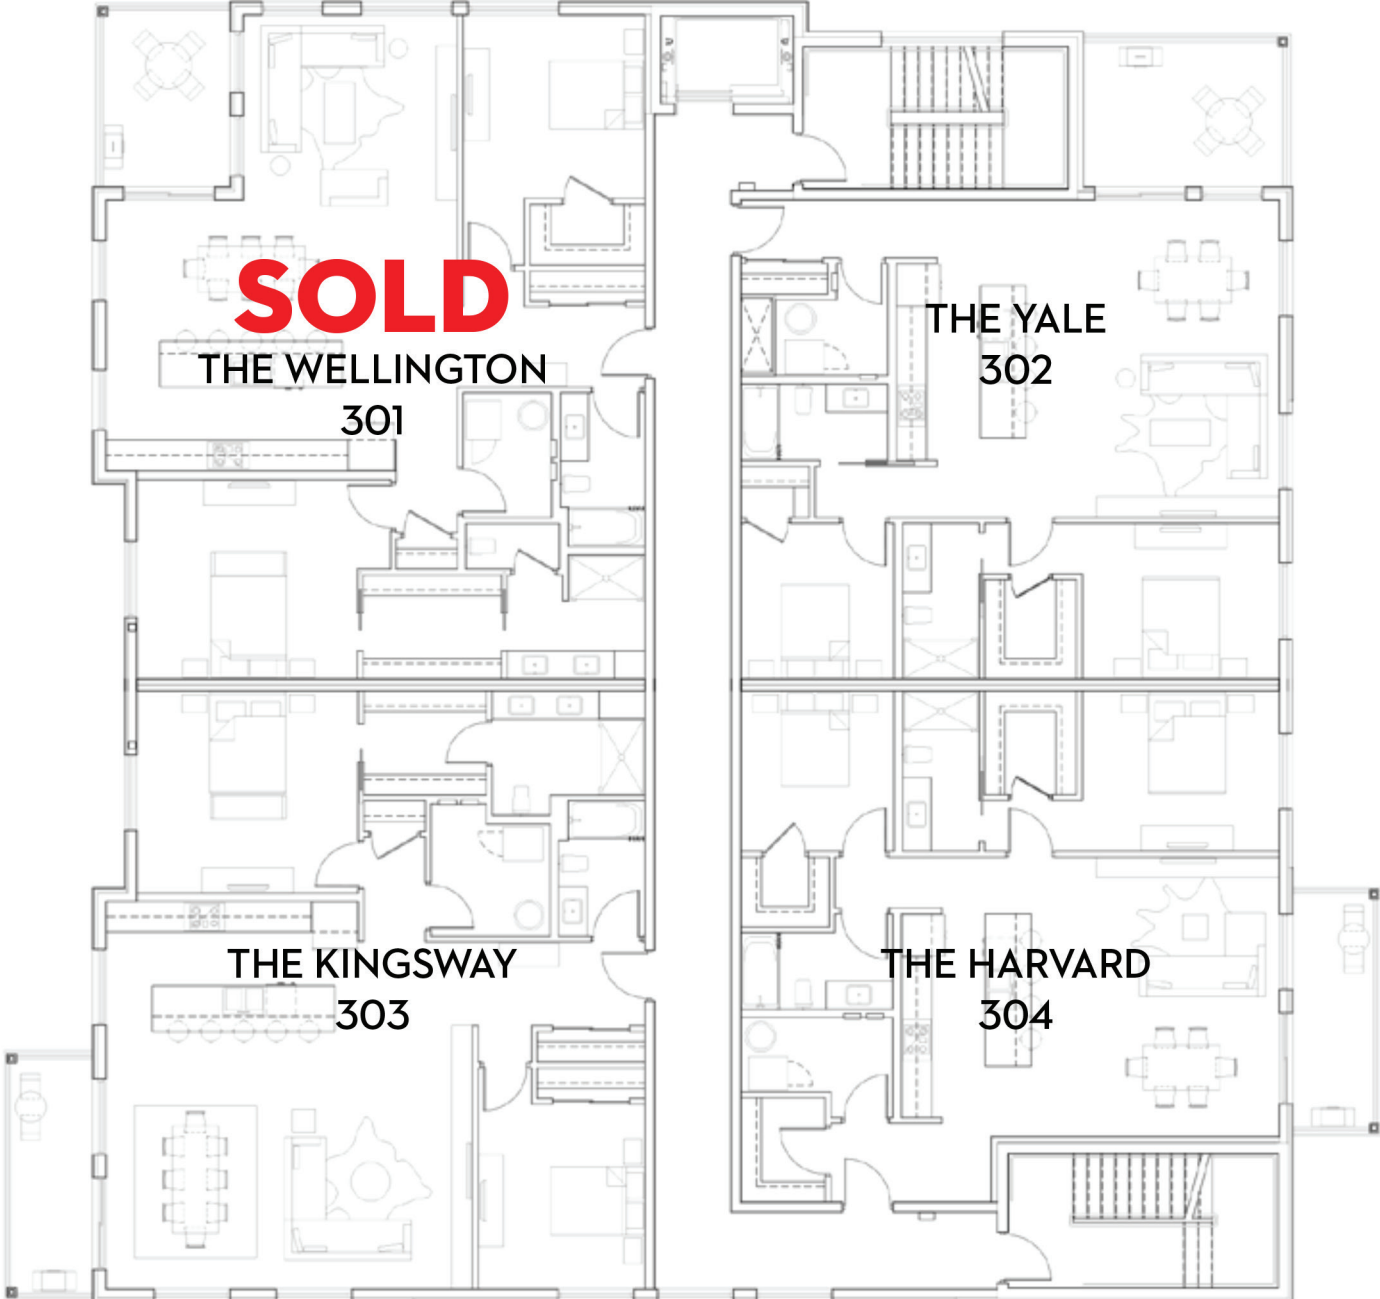 SOLD
THE WELLINGTON
301
THE YALE
302
THE KINGSWAY
303
THE HARVARD
304